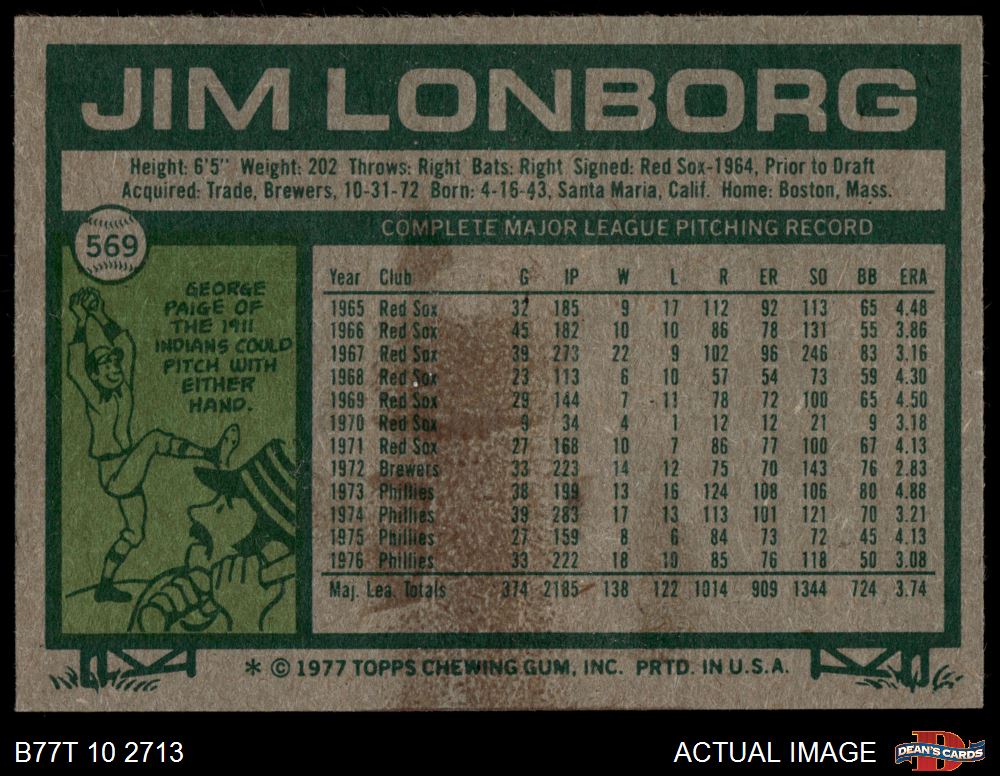 JIM LONBORG
Height: 6'5" Weight: 202 Throws: Right Bats: Right Signed: Red Sox-1964, Prior to Draft
Acquired: Trade, Brewers, 10-31-72 Born: 4-16-43, Santa Maria, Calif. Home: Boston, Mass.
569
GEORGE
PAIGE OF
THE 1911
INDIANS COULD
PITCH WITH
EITHER
HAND.
COMPLETE MAJOR LEAGUE PITCHING RECORD
Year Club G IP W L R ER SO BB ERA
1965 Red Sox 32 185 9 17 112 92 113 65 4.48
1966 Red Sox 45 182 10 10 86 78 131 55 3.86
1967 Red Sox 39 273 22 9 102 96 246 83 3.16
1968 Red Sox 23 113 6 10 57 54 73 59 4.30
1969 Red Sox 29 144 7 11 78 72 100 65 4.50
1970 Red Sox 9 34 4 1 12 12 21 9 3.18
1971 Red Sox 27 168 10 7 86 77 100 67 4.13
1972 Brewers 33 223 14 12 75 70 143 76 2.83
1973 Phillies 38 199 13 16 124 108 106 80 4.88
1974 Phillies 39 283 17 13 113 101 121 70 3.21
1975 Phillies 27 159 8 6 84 73 72 45 4.13
1976 Phillies 33 222 18 10 85 76 118 50 3.08
Maj. Lea. Totals 374 2185 138 122 1014 909 1344 724 3.74
* © 1977 TOPPS CHEWING GUM, INC. PRTD. IN U.S.A.
B77T 10 2713
ACTUAL IMAGE
DEAN'S CARDS